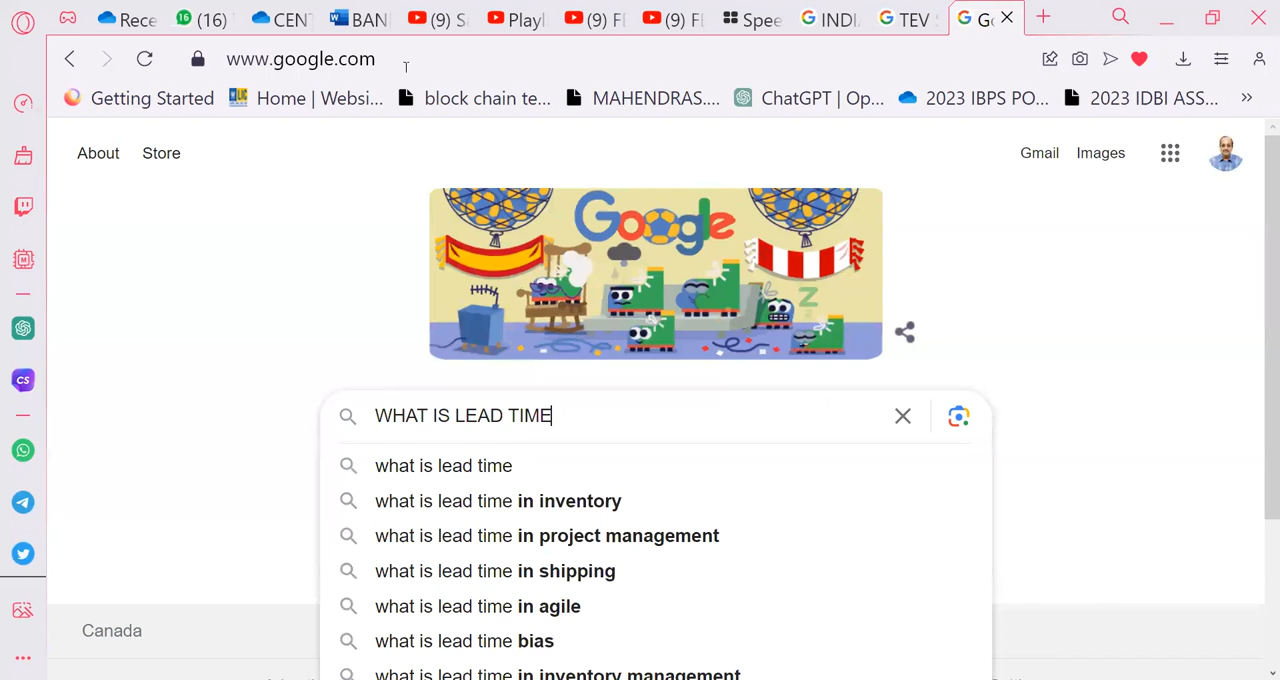 Rece (16) CENT BAN (9) S Playl (9) FE (9) FE Spee INDI TEV S Go
www.google.com
Getting Started Home | Websi... block chain te... MAHENDRAS.... ChatGPT | Op... 2023 IBPS PO... 2023 IDBI ASS... »
About Store Gmail Images
Google
WHAT IS LEAD TIME
what is lead time
what is lead time in inventory
what is lead time in project management
what is lead time in shipping
what is lead time in agile
what is lead time bias
what is lead time in inventory management
Canada